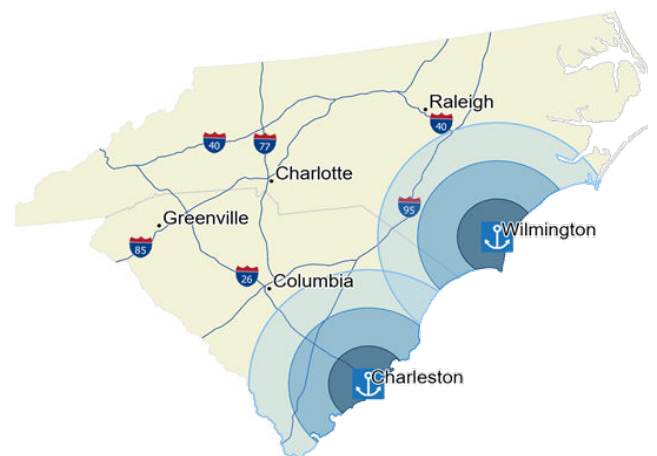 Raleigh
40
40
77
Charlotte
95
Greenville
Wilmington
85
26
Columbia
Charleston